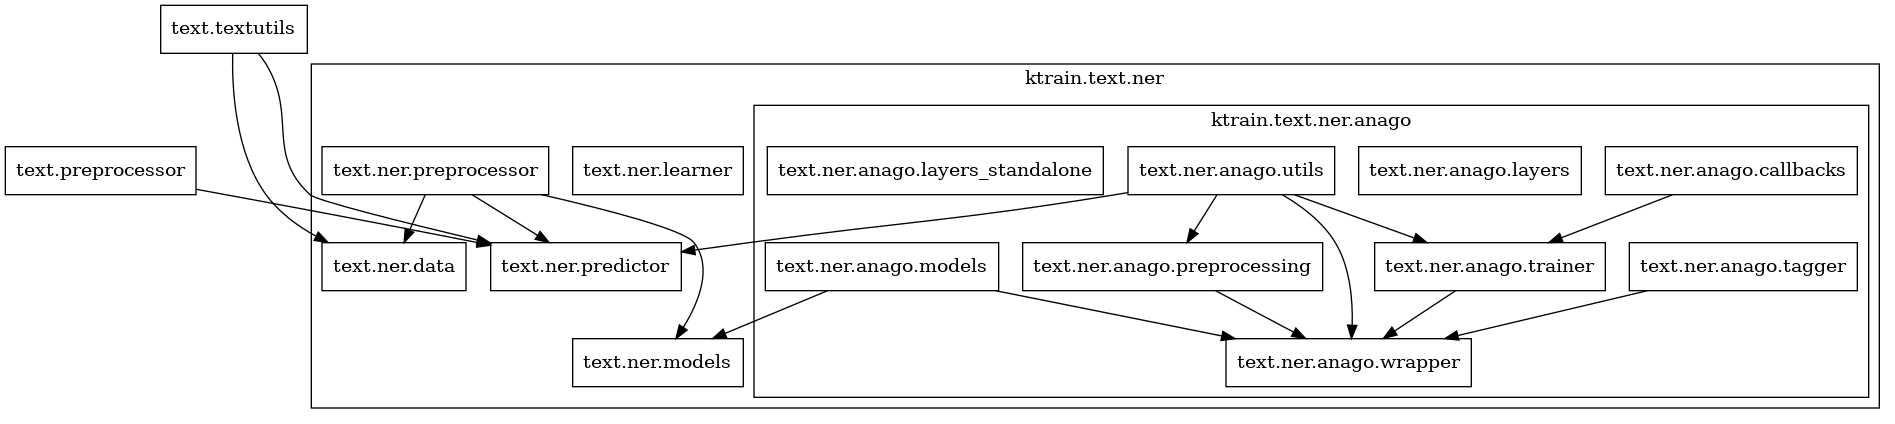 text.textutils
ktrain.text.ner
ktrain.text.ner.anago
text.preprocessor
text.ner.preprocessor
text.ner.learner
text.ner.anago.layers_standalone
text.ner.anago.utils
text.ner.anago.layers
text.ner.anago.callbacks
text.ner.data
text.ner.predictor
text.ner.anago.models
text.ner.anago.preprocessing
text.ner.anago.trainer
text.ner.anago.tagger
text.ner.models
text.ner.anago.wrapper